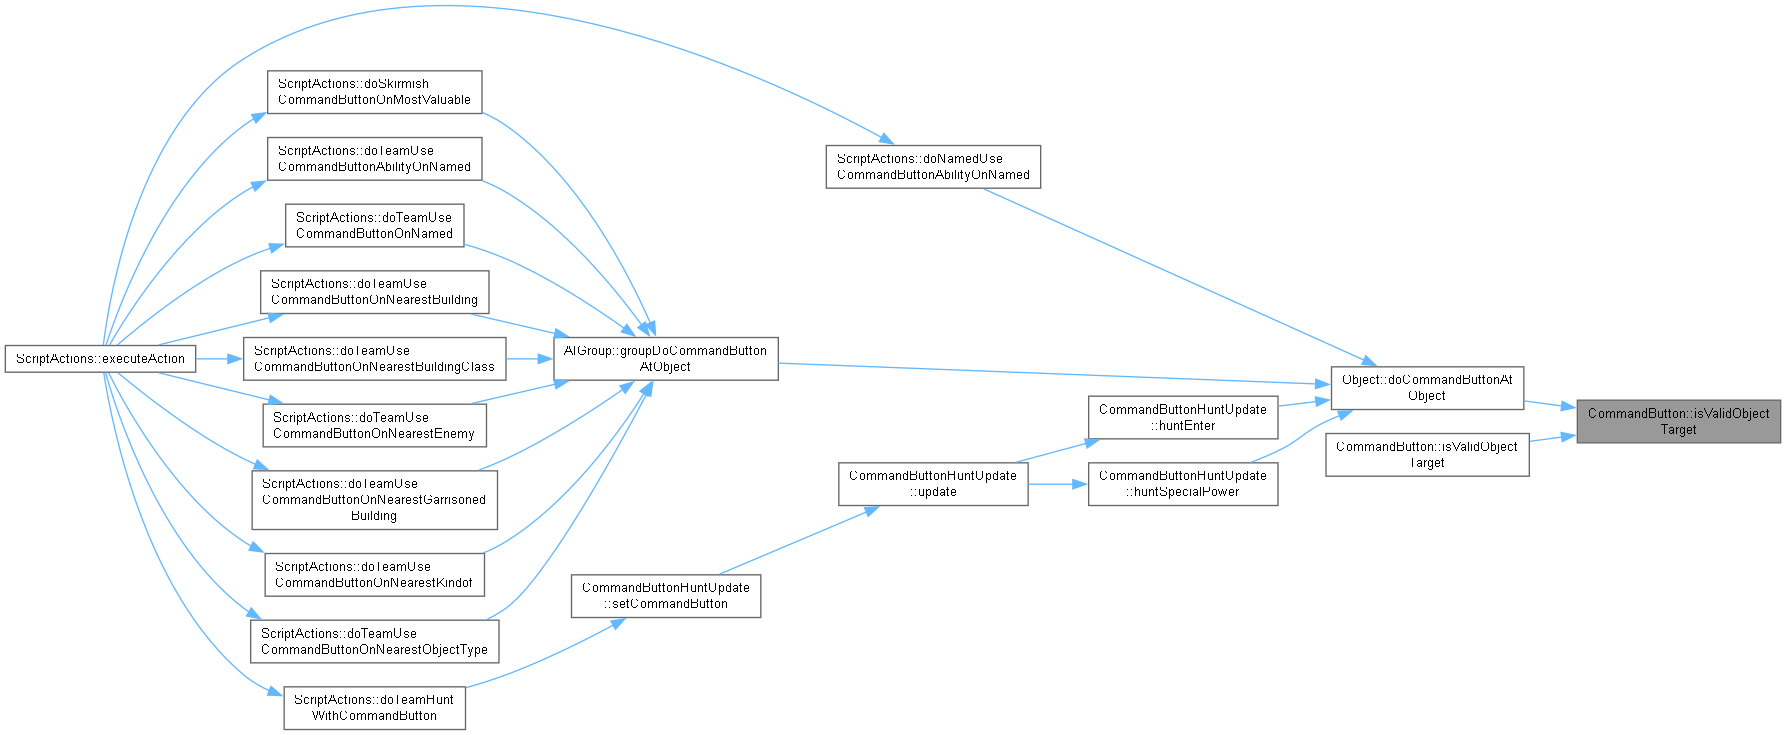 ScriptActions::doSkirmish
CommandButtonOnMostValuable
ScriptActions::doTeamUse
CommandButtonAbilityOnNamed
ScriptActions::doNamedUse
CommandButtonAbilityOnNamed
ScriptActions::doTeamUse
CommandButtonOnNamed
ScriptActions::doTeamUse
CommandButtonOnNearestBuilding
ScriptActions::executeAction
ScriptActions::doTeamUse
CommandButtonOnNearestBuildingClass
AIGroup::groupDoCommandButton
AtObject
Object::doCommandButtonAt
Object
ScriptActions::doTeamUse
CommandButtonOnNearestEnemy
CommandButtonHuntUpdate
::huntEnter
CommandButton::isValidObject
Target
CommandButton::isValidObject
Target
ScriptActions::doTeamUse
CommandButtonOnNearestGarrisoned
Building
CommandButtonHuntUpdate
::update
CommandButtonHuntUpdate
::huntSpecialPower
ScriptActions::doTeamUse
CommandButtonOnNearestKindof
CommandButtonHuntUpdate
::setCommandButton
ScriptActions::doTeamUse
CommandButtonOnNearestObjectType
ScriptActions::doTeamHunt
WithCommandButton